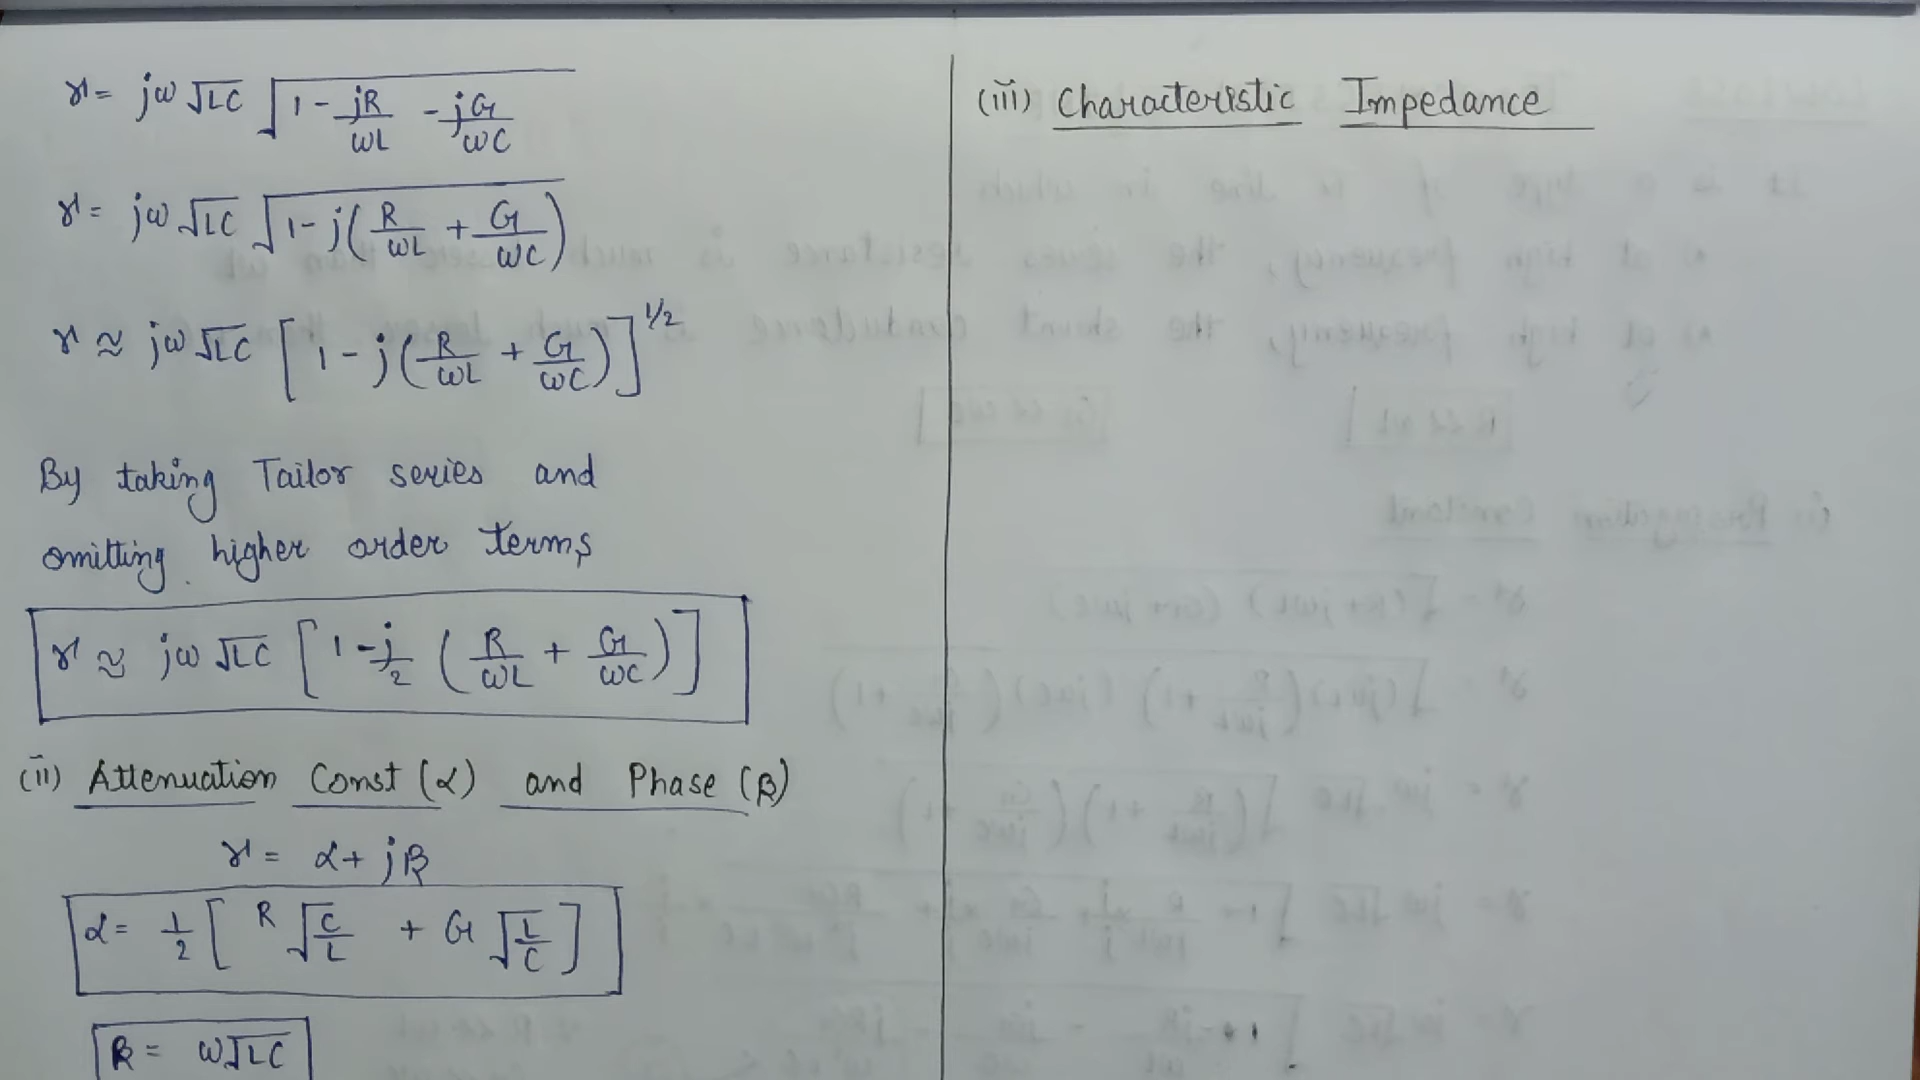 γ = jω √LC √1 - jR/ωL - jG/ωC
γ = jω √LC √1 - j(R/ωL + G/ωC)
γ ≈ jω √LC [1 - j(R/ωL + G/ωC)]^1/2
By taking Tailor series and
omitting higher order terms
γ ≈ jω √LC [1 - j/2 (R/ωL + G/ωC)]
(ii) Attenuation Const (α) and Phase (β)
γ = α + jβ
α = 1/2 [R √C/L + G √L/C]
β = ω√LC
(iii) Characteristic Impedance